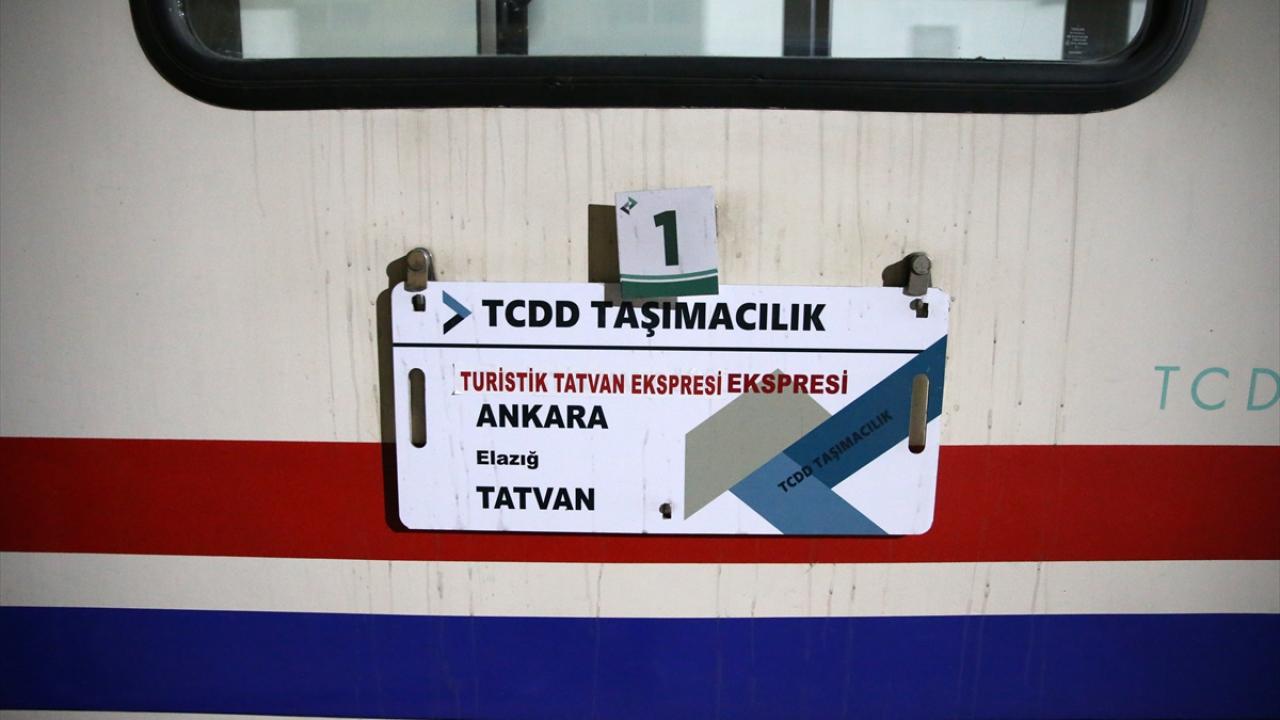 1
TCDD TAŞIMACILIK
TURİSTİK TATVAN EKSPRESİ EKSPRESİ
ANKARA
Elazığ
TATVAN
TCDD TAŞIMACILIK
TCD